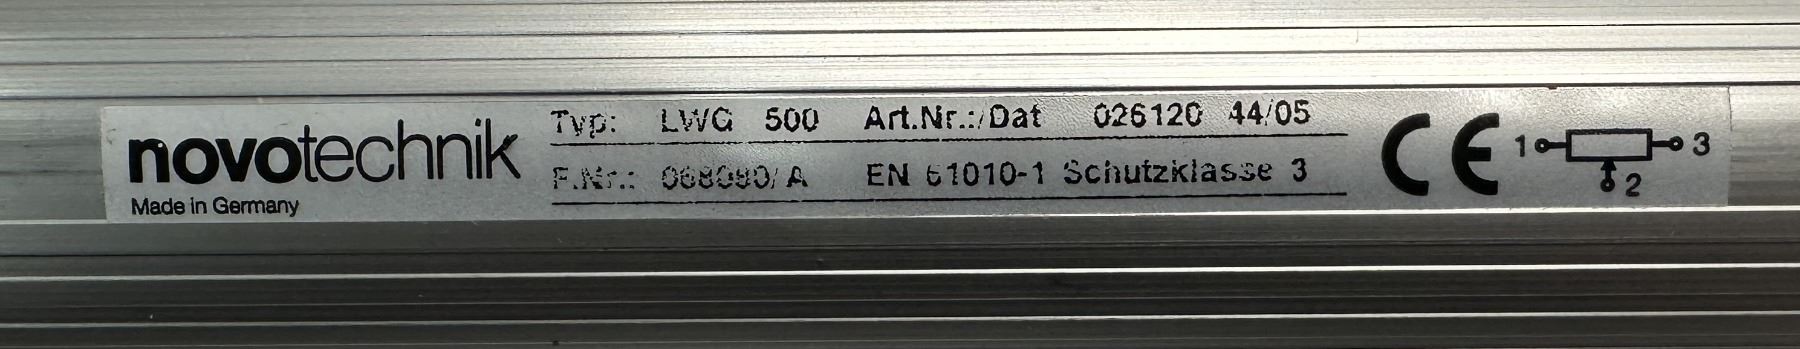 novotechnik
Made in Germany
Typ: LWG 500 Art.Nr.:/Dat 026120 44/05
F.Nr.: 068090/A EN 61010-1 Schutzklasse 3
CE 1 3
2